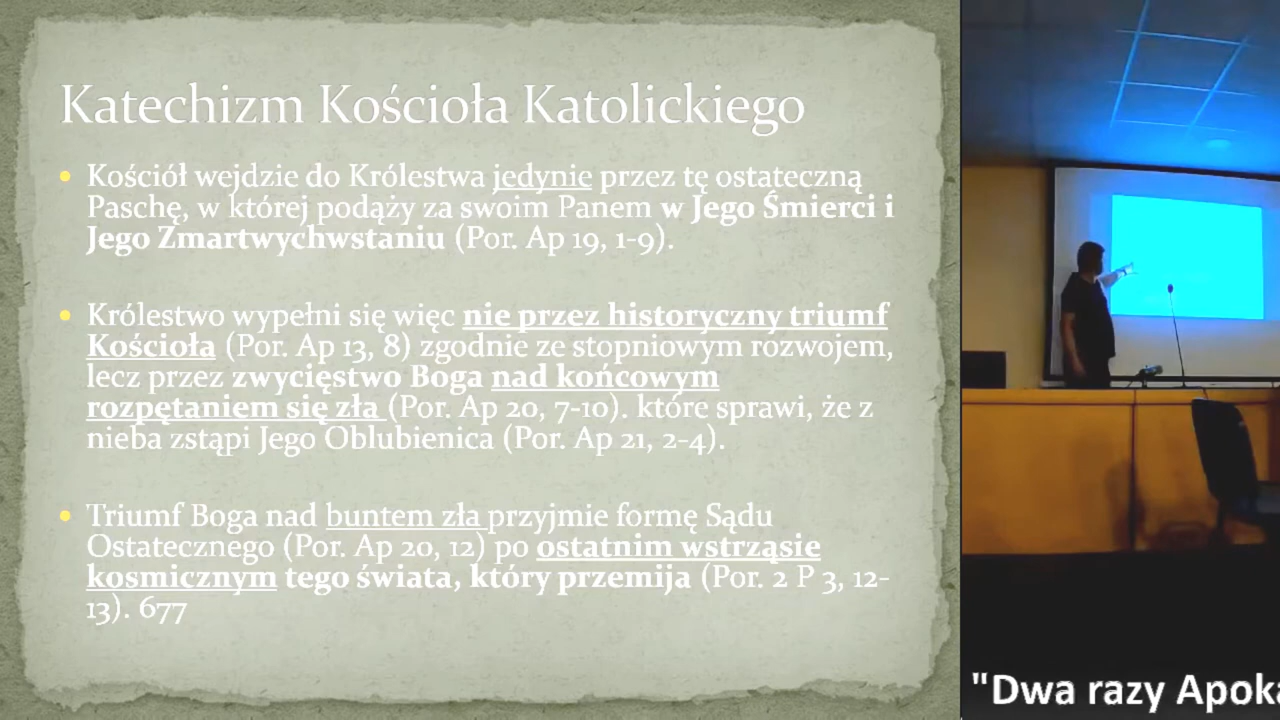 Katechizm Kościoła Katolickiego
• Kościół wejdzie do Królestwa jedynie przez tę ostateczną
Paschę, w której podąży za swoim Panem w Jego Śmierci i
Jego Zmartwychwstaniu (Por. Ap 19, 1-9).
• Królestwo wypełni się więc nie przez historyczny triumf
Kościoła (Por. Ap 13, 8) zgodnie ze stopniowym rozwojem,
lecz przez zwycięstwo Boga nad końcowym
rozpętaniem się zła (Por. Ap 20, 7-10). które sprawi, że z
nieba zstąpi Jego Oblubienica (Por. Ap 21, 2-4).
• Triumf Boga nad buntem zła przyjmie formę Sądu
Ostatecznego (Por. Ap 20, 12) po ostatnim wstrząsie
kosmicznym tego świata, który przemija (Por. 2 P 3, 12-
13). 677
"Dwa razy Apoka